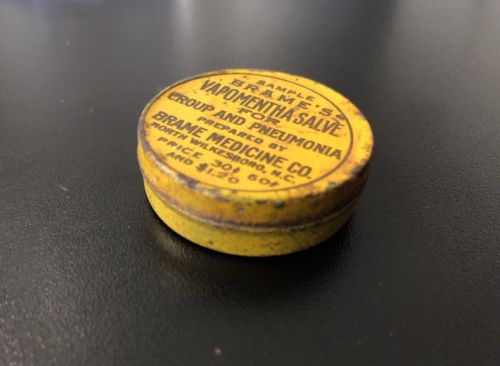 SAMPLE
BRAME'S
VAPOMENTHA SALVE
FOR
CROUP AND PNEUMONIA
PREPARED BY
BRAME MEDICINE CO.
NORTH WILKESBORO, N.C.
PRICE 30¢ 60¢
AND $1.20